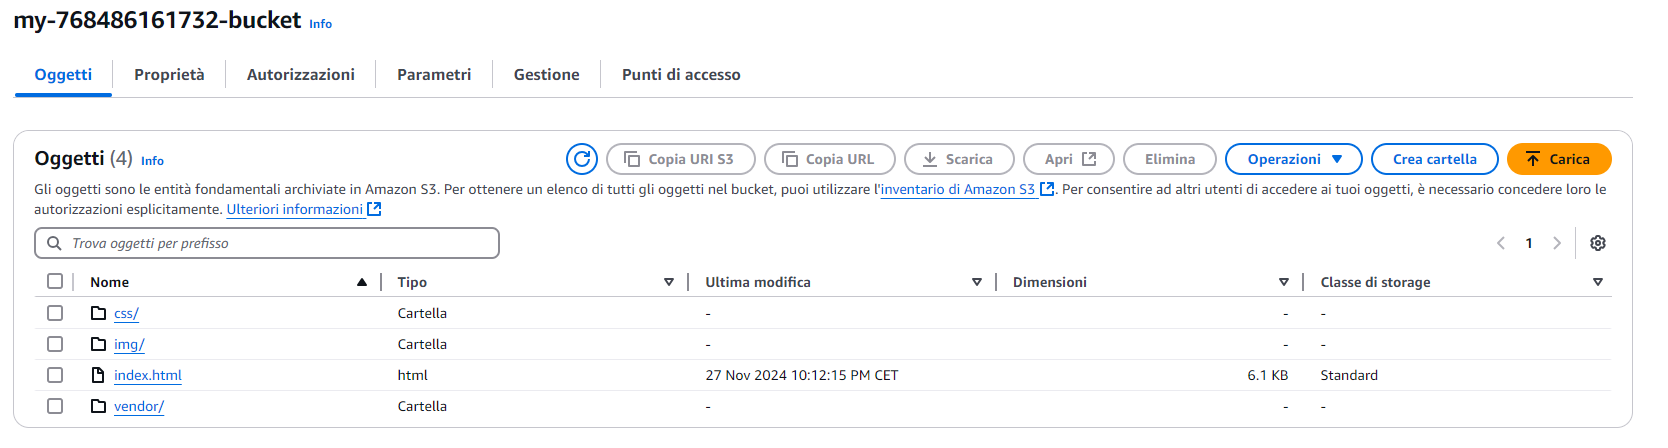 my-768486161732-bucket Info
Oggetti Proprietà Autorizzazioni Parametri Gestione Punti di accesso
Oggetti (4) Info Copia URI S3 Copia URL Scarica Apri Elimina Operazioni Crea cartella Carica
Gli oggetti sono le entità fondamentali archiviate in Amazon S3. Per ottenere un elenco di tutti gli oggetti nel bucket, puoi utilizzare l'inventario di Amazon S3. Per consentire ad altri utenti di accedere ai tuoi oggetti, è necessario concedere loro le
autorizzazioni esplicitamente. Ulteriori informazioni
Trova oggetti per prefisso 1
Nome Tipo Ultima modifica Dimensioni Classe di storage
css/ Cartella - - -
img/ Cartella - - -
index.html html 27 Nov 2024 10:12:15 PM CET 6.1 KB Standard
vendor/ Cartella - - -